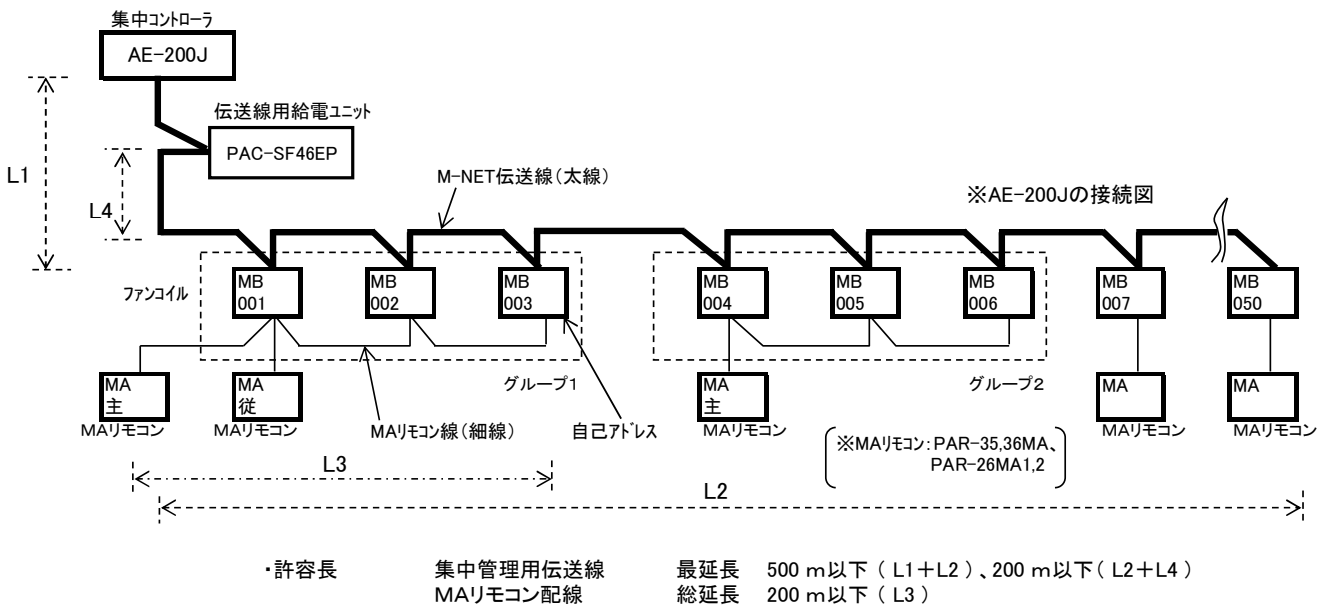 集中コントローラ
AE-200J
伝送線用給電ユニット
PAC-SF46EP
L1
L4
M-NET伝送線(太線)
※AE-200Jの接続図
ファンコイル
MB
001
MB
002
MB
003
MB
004
MB
005
MB
006
MB
007
MB
050
グループ1
グループ2
MA
主
MA
従
MA
主
MA
MA
MAリモコン
MAリモコン
MAリモコン線(細線)
自己アドレス
MAリモコン
MAリモコン
MAリモコン
※MAリモコン:PAR-35,36MA、
PAR-26MA1,2
L3
L2
・許容長 集中管理用伝送線 最延長 500 m以下 ( L1+L2 ) 、200 m以下( L2+L4 )
MAリモコン配線 総延長 200 m以下 ( L3 )